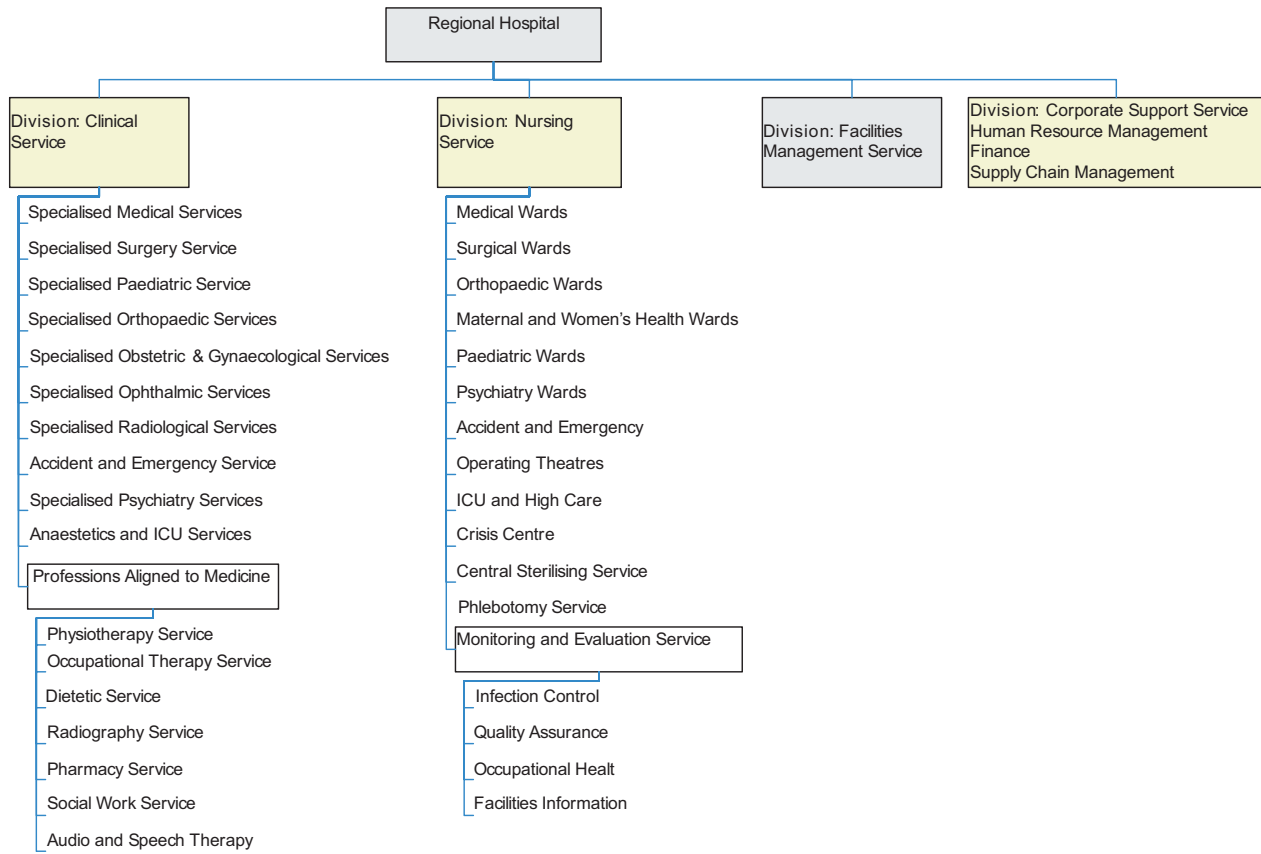 Regional Hospital
Division: Clinical
Service
Division: Nursing
Service
Division: Facilities
Management Service
Division: Corporate Support Service
Human Resource Management
Finance
Supply Chain Management
Specialised Medical Services
Specialised Surgery Service
Specialised Paediatric Service
Specialised Orthopaedic Services
Specialised Obstetric & Gynaecological Services
Specialised Ophthalmic Services
Specialised Radiological Services
Accident and Emergency Service
Specialised Psychiatry Services
Anaestetics and ICU Services
Professions Aligned to Medicine
Physiotherapy Service
Occupational Therapy Service
Dietetic Service
Radiography Service
Pharmacy Service
Social Work Service
Audio and Speech Therapy
Medical Wards
Surgical Wards
Orthopaedic Wards
Maternal and Women’s Health Wards
Paediatric Wards
Psychiatry Wards
Accident and Emergency
Operating Theatres
ICU and High Care
Crisis Centre
Central Sterilising Service
Phlebotomy Service
Monitoring and Evaluation Service
Infection Control
Quality Assurance
Occupational Healt
Facilities Information